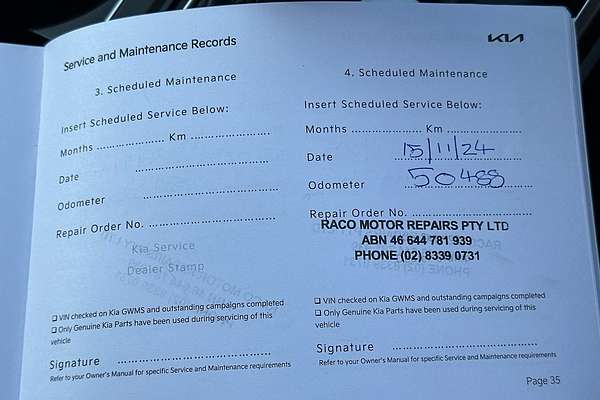 Service and Maintenance Records
KIA
3. Scheduled Maintenance
Insert Scheduled Service Below:
Months .................... Km ........................
Date ........................................
Odometer ........................................
Repair Order No. ......................................
Kia Service
Dealer Stamp
❏ VIN checked on Kia GWMS and outstanding campaigns completed
❏ Only Genuine Kia Parts have been used during servicing of this
vehicle
Signature ..............................................
Refer to your Owner's Manual for specific Service and Maintenance requirements
4. Scheduled Maintenance
Insert Scheduled Service Below:
Months .................... Km ......................
Date 15/11/24
Odometer 50488
Repair Order No. ....................................
RACO MOTOR REPAIRS PTY LTD
ABN 46 644 781 939
PHONE (02) 8339 0731
❏ VIN checked on Kia GWMS and outstanding campaigns completed
❏ Only Genuine Kia Parts have been used during servicing of this
vehicle
Signature ...........................................
Refer to your Owner's Manual for specific Service and Maintenance requirements
Page 35